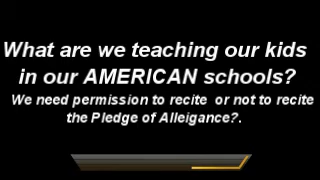 What are we teaching our kids
in our AMERICAN schools?
We need permission to recite or not to recite
the Pledge of Alleigance?.